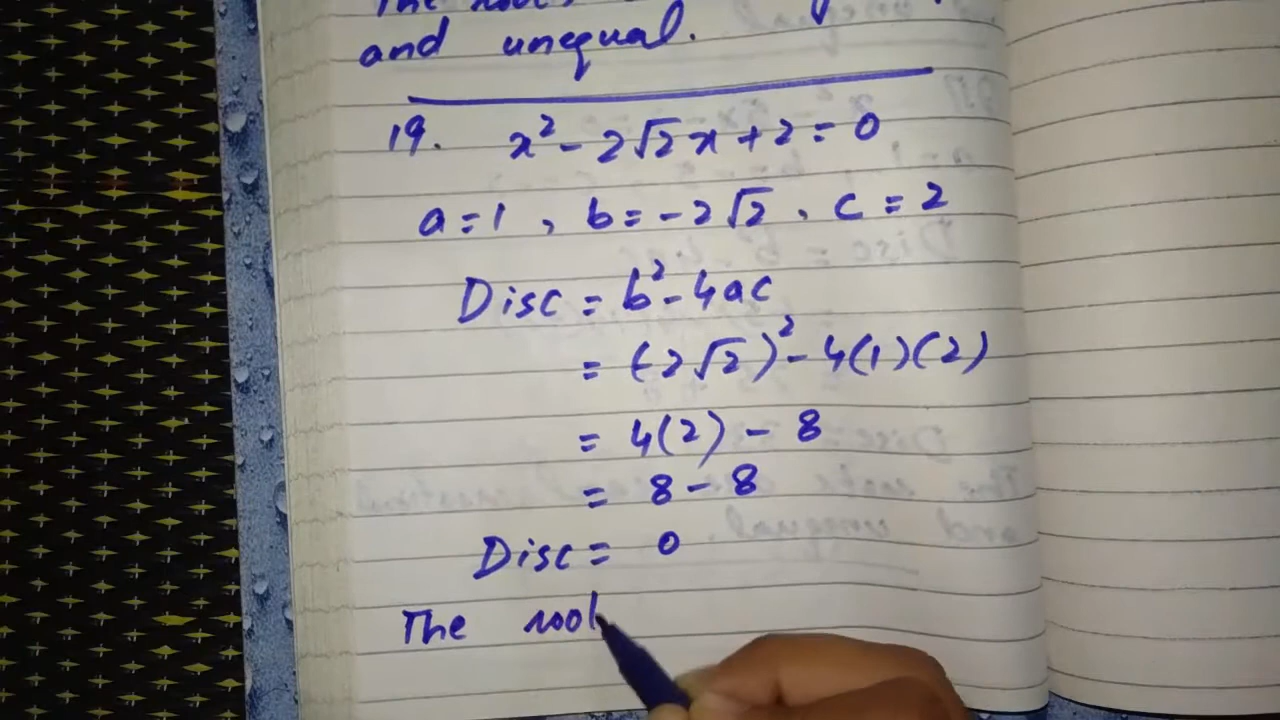 and unequal.
19. x² - 2√2x + 2 = 0
a = 1, b = -2√2, c = 2
Disc = b² - 4ac
= (-2√2)² - 4(1)(2)
= 4(2) - 8
= 8 - 8
Disc = 0
The